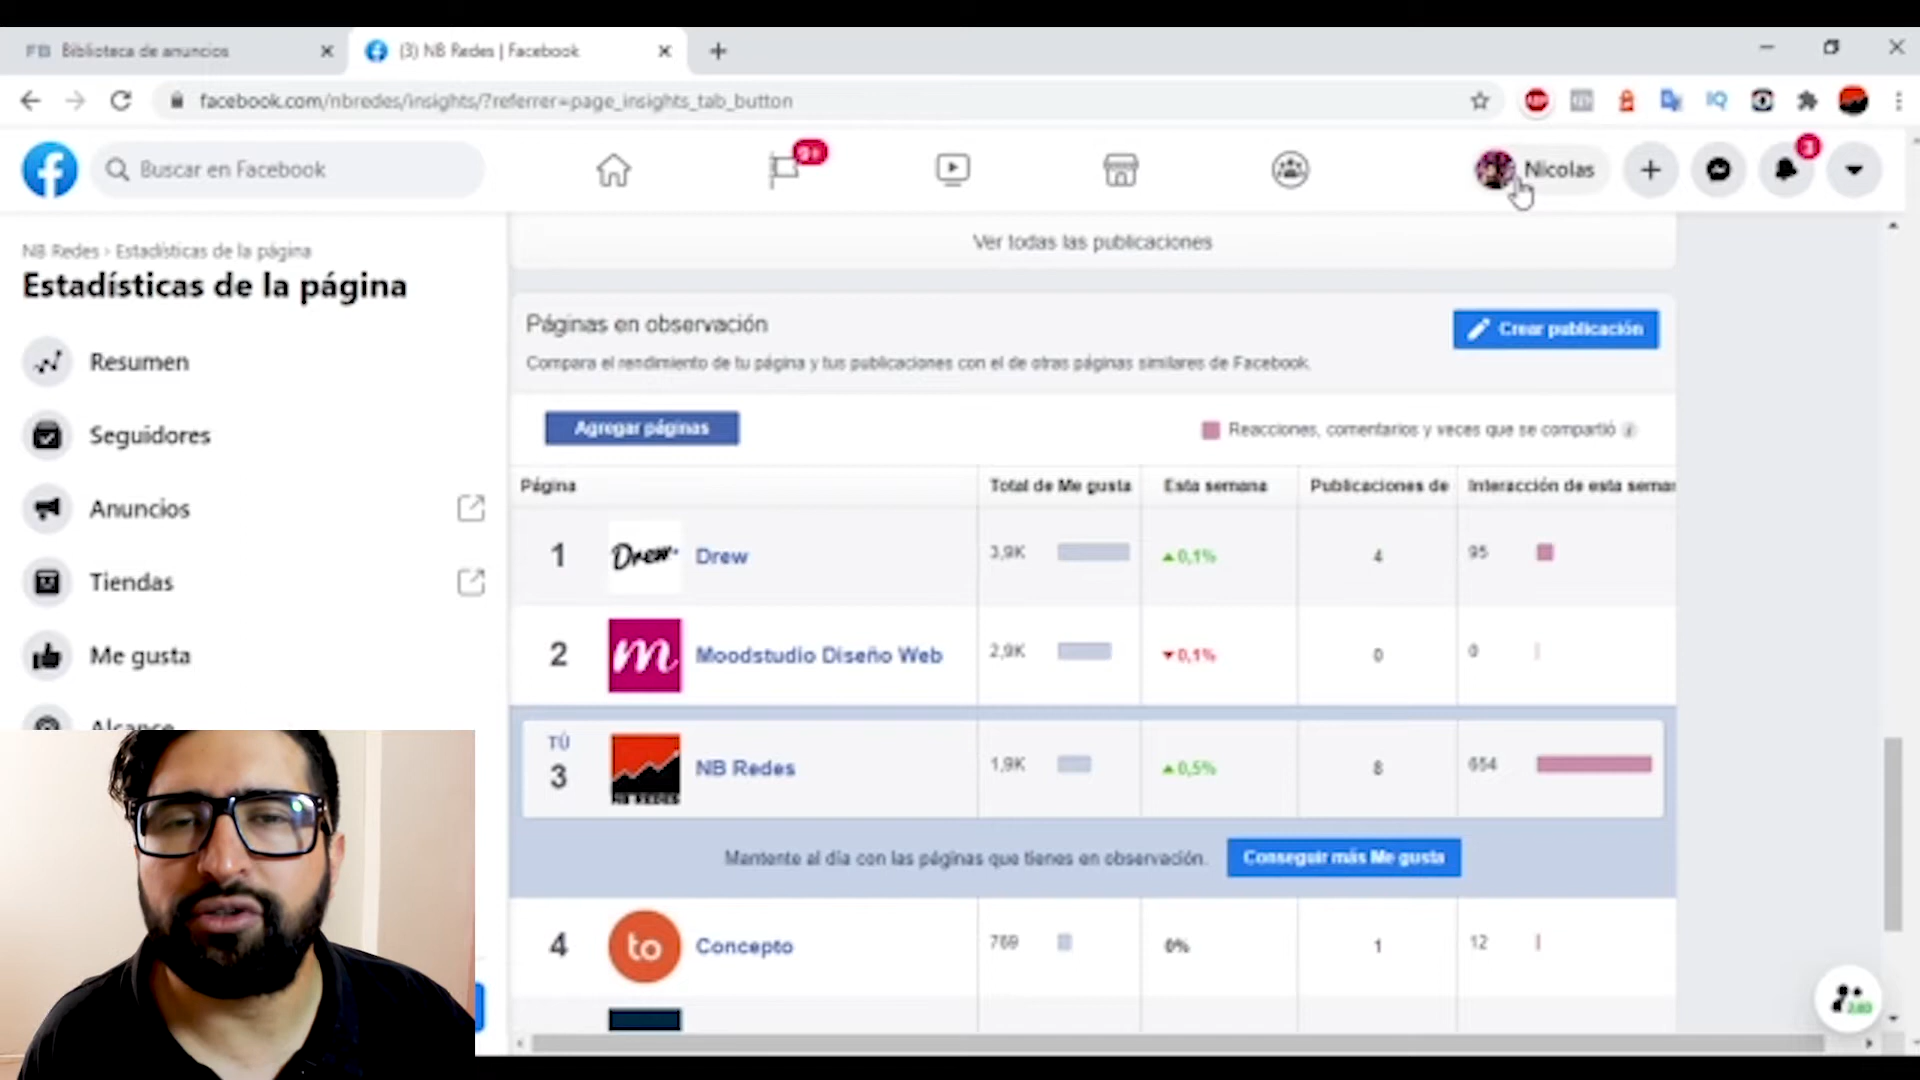 Biblioteca de anuncios
(3) NB Redes | Facebook
facebook.com/nbredes/insights/?referrer=page_insights_tab_button
Buscar en Facebook
9+
Nicolas
3
NB Redes › Estadísticas de la página
Estadísticas de la página
Resumen
Seguidores
Anuncios
Tiendas
Me gusta
Alcance
Ver todas las publicaciones
Páginas en observación
Crear publicación
Compara el rendimiento de tu página y tus publicaciones con el de otras páginas similares de Facebook.
Agregar páginas
Reacciones, comentarios y veces que se compartió
Página Total de Me gusta Esta semana Publicaciones de Interacción de esta semana
1 Drew Drew 3,9K 0,1% 4 95
2 m Moodstudio Diseño Web 2,9K 0,1% 0 0
TÚ
3 NB REDES NB Redes 1,9K 0,5% 8 654
Mantente al día con las páginas que tienes en observación. Conseguir más Me gusta
4 to Concepto 769 0% 1 12